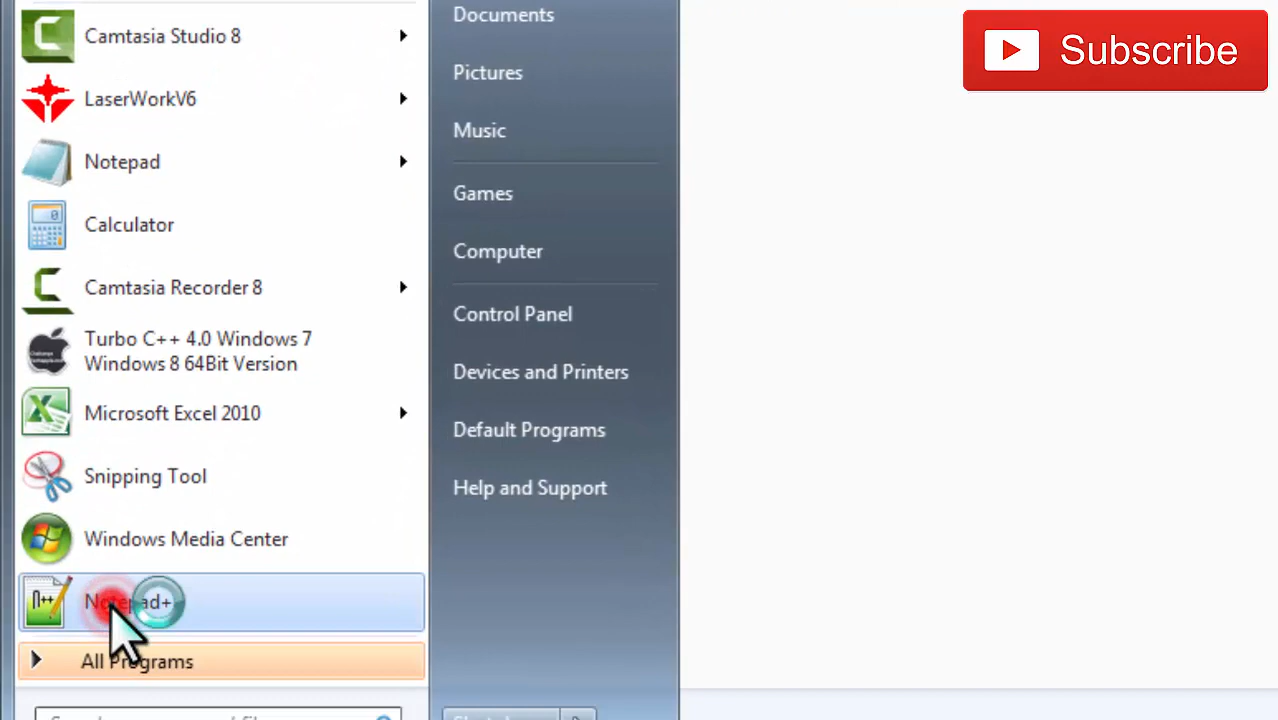 Camtasia Studio 8
LaserWorkV6
Notepad
Calculator
Camtasia Recorder 8
Turbo C++ 4.0 Windows 7
Windows 8 64Bit Version
Microsoft Excel 2010
Snipping Tool
Windows Media Center
Notepad+
All Programs
Documents
Pictures
Music
Games
Computer
Control Panel
Devices and Printers
Default Programs
Help and Support
Subscribe